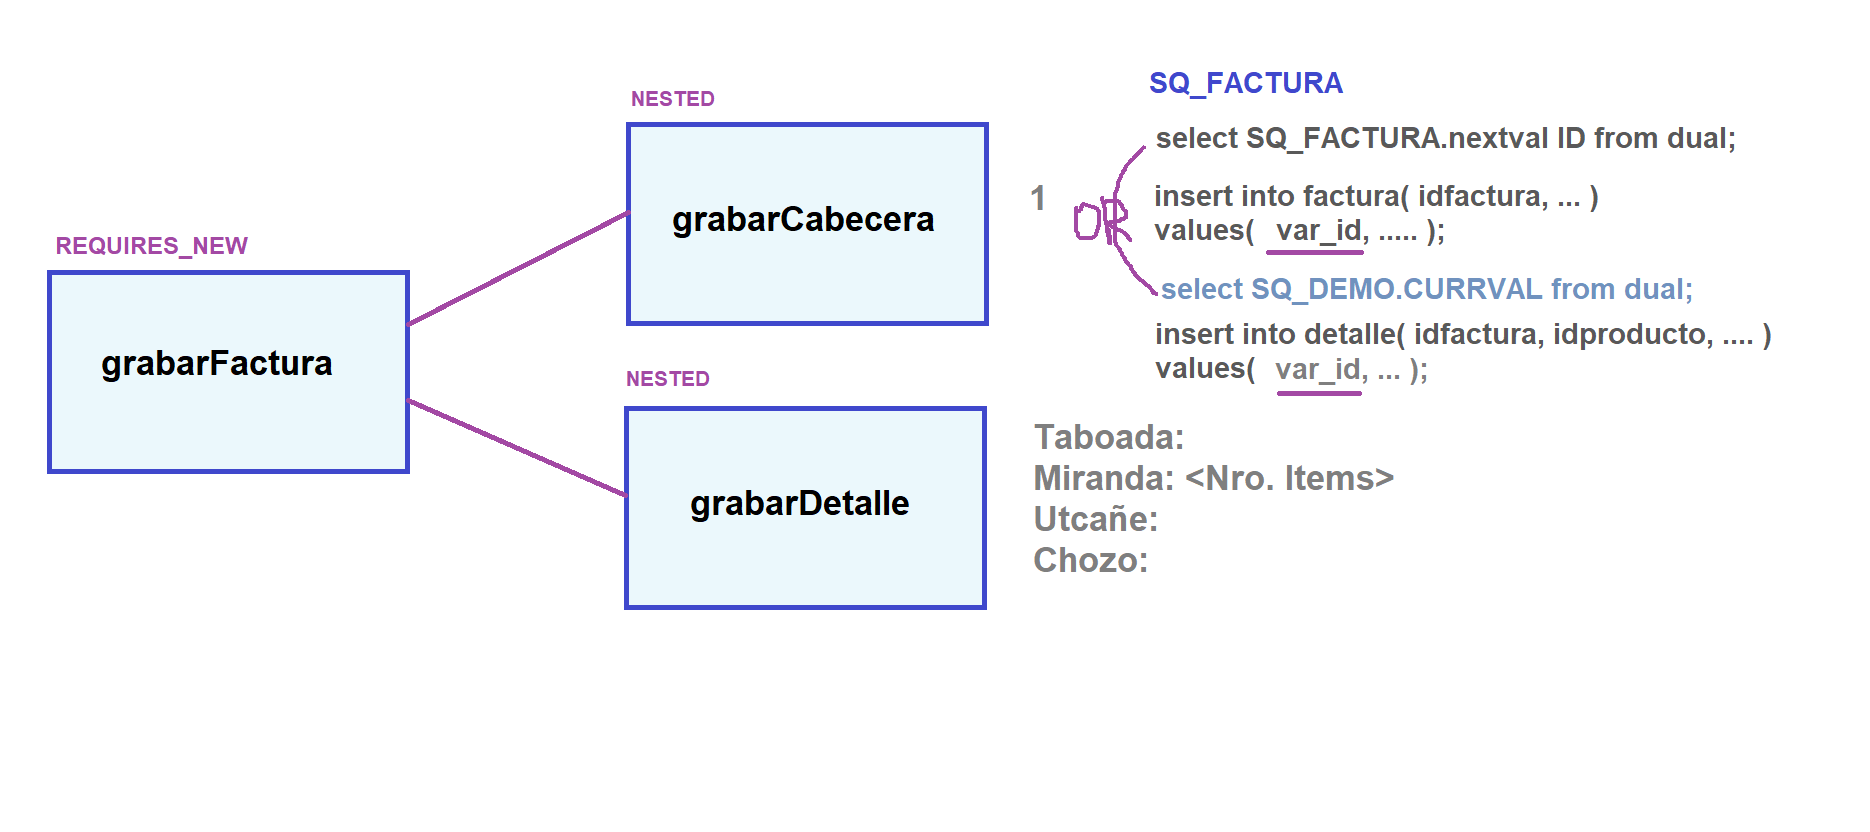 REQUIRES_NEW
grabarFactura
NESTED
grabarCabecera
NESTED
grabarDetalle
SQ_FACTURA
select SQ_FACTURA.nextval ID from dual;
1
OR
insert into factura( idfactura, ... )
values( var_id, ..... );
select SQ_DEMO.CURRVAL from dual;
insert into detalle( idfactura, idproducto, .... )
values( var_id, ... );
Taboada:
Miranda: <Nro. Items>
Utcañe:
Chozo: